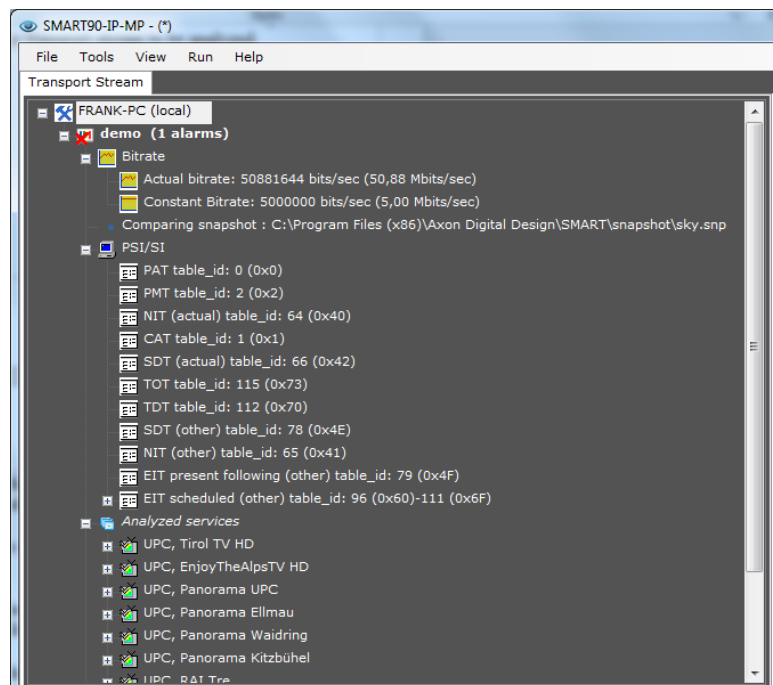 SMART90-IP-MP - (*)
File Tools View Run Help
Transport Stream
FRANK-PC (local)
demo (1 alarms)
Bitrate
Actual bitrate: 50881644 bits/sec (50,88 Mbits/sec)
Constant Bitrate: 5000000 bits/sec (5,00 Mbits/sec)
Comparing snapshot : C:\Program Files (x86)\Axon Digital Design\SMART\snapshot\sky.snp
PSI/SI
PAT table_id: 0 (0x0)
PMT table_id: 2 (0x2)
NIT (actual) table_id: 64 (0x40)
CAT table_id: 1 (0x1)
SDT (actual) table_id: 66 (0x42)
TOT table_id: 115 (0x73)
TDT table_id: 112 (0x70)
SDT (other) table_id: 78 (0x4E)
NIT (other) table_id: 65 (0x41)
EIT present following (other) table_id: 79 (0x4F)
EIT scheduled (other) table_id: 96 (0x60)-111 (0x6F)
Analyzed services
UPC, Tirol TV HD
UPC, EnjoyTheAlpsTV HD
UPC, Panorama UPC
UPC, Panorama Ellmau
UPC, Panorama Waidring
UPC, Panorama Kitzbühel
UPC, RAI Tre